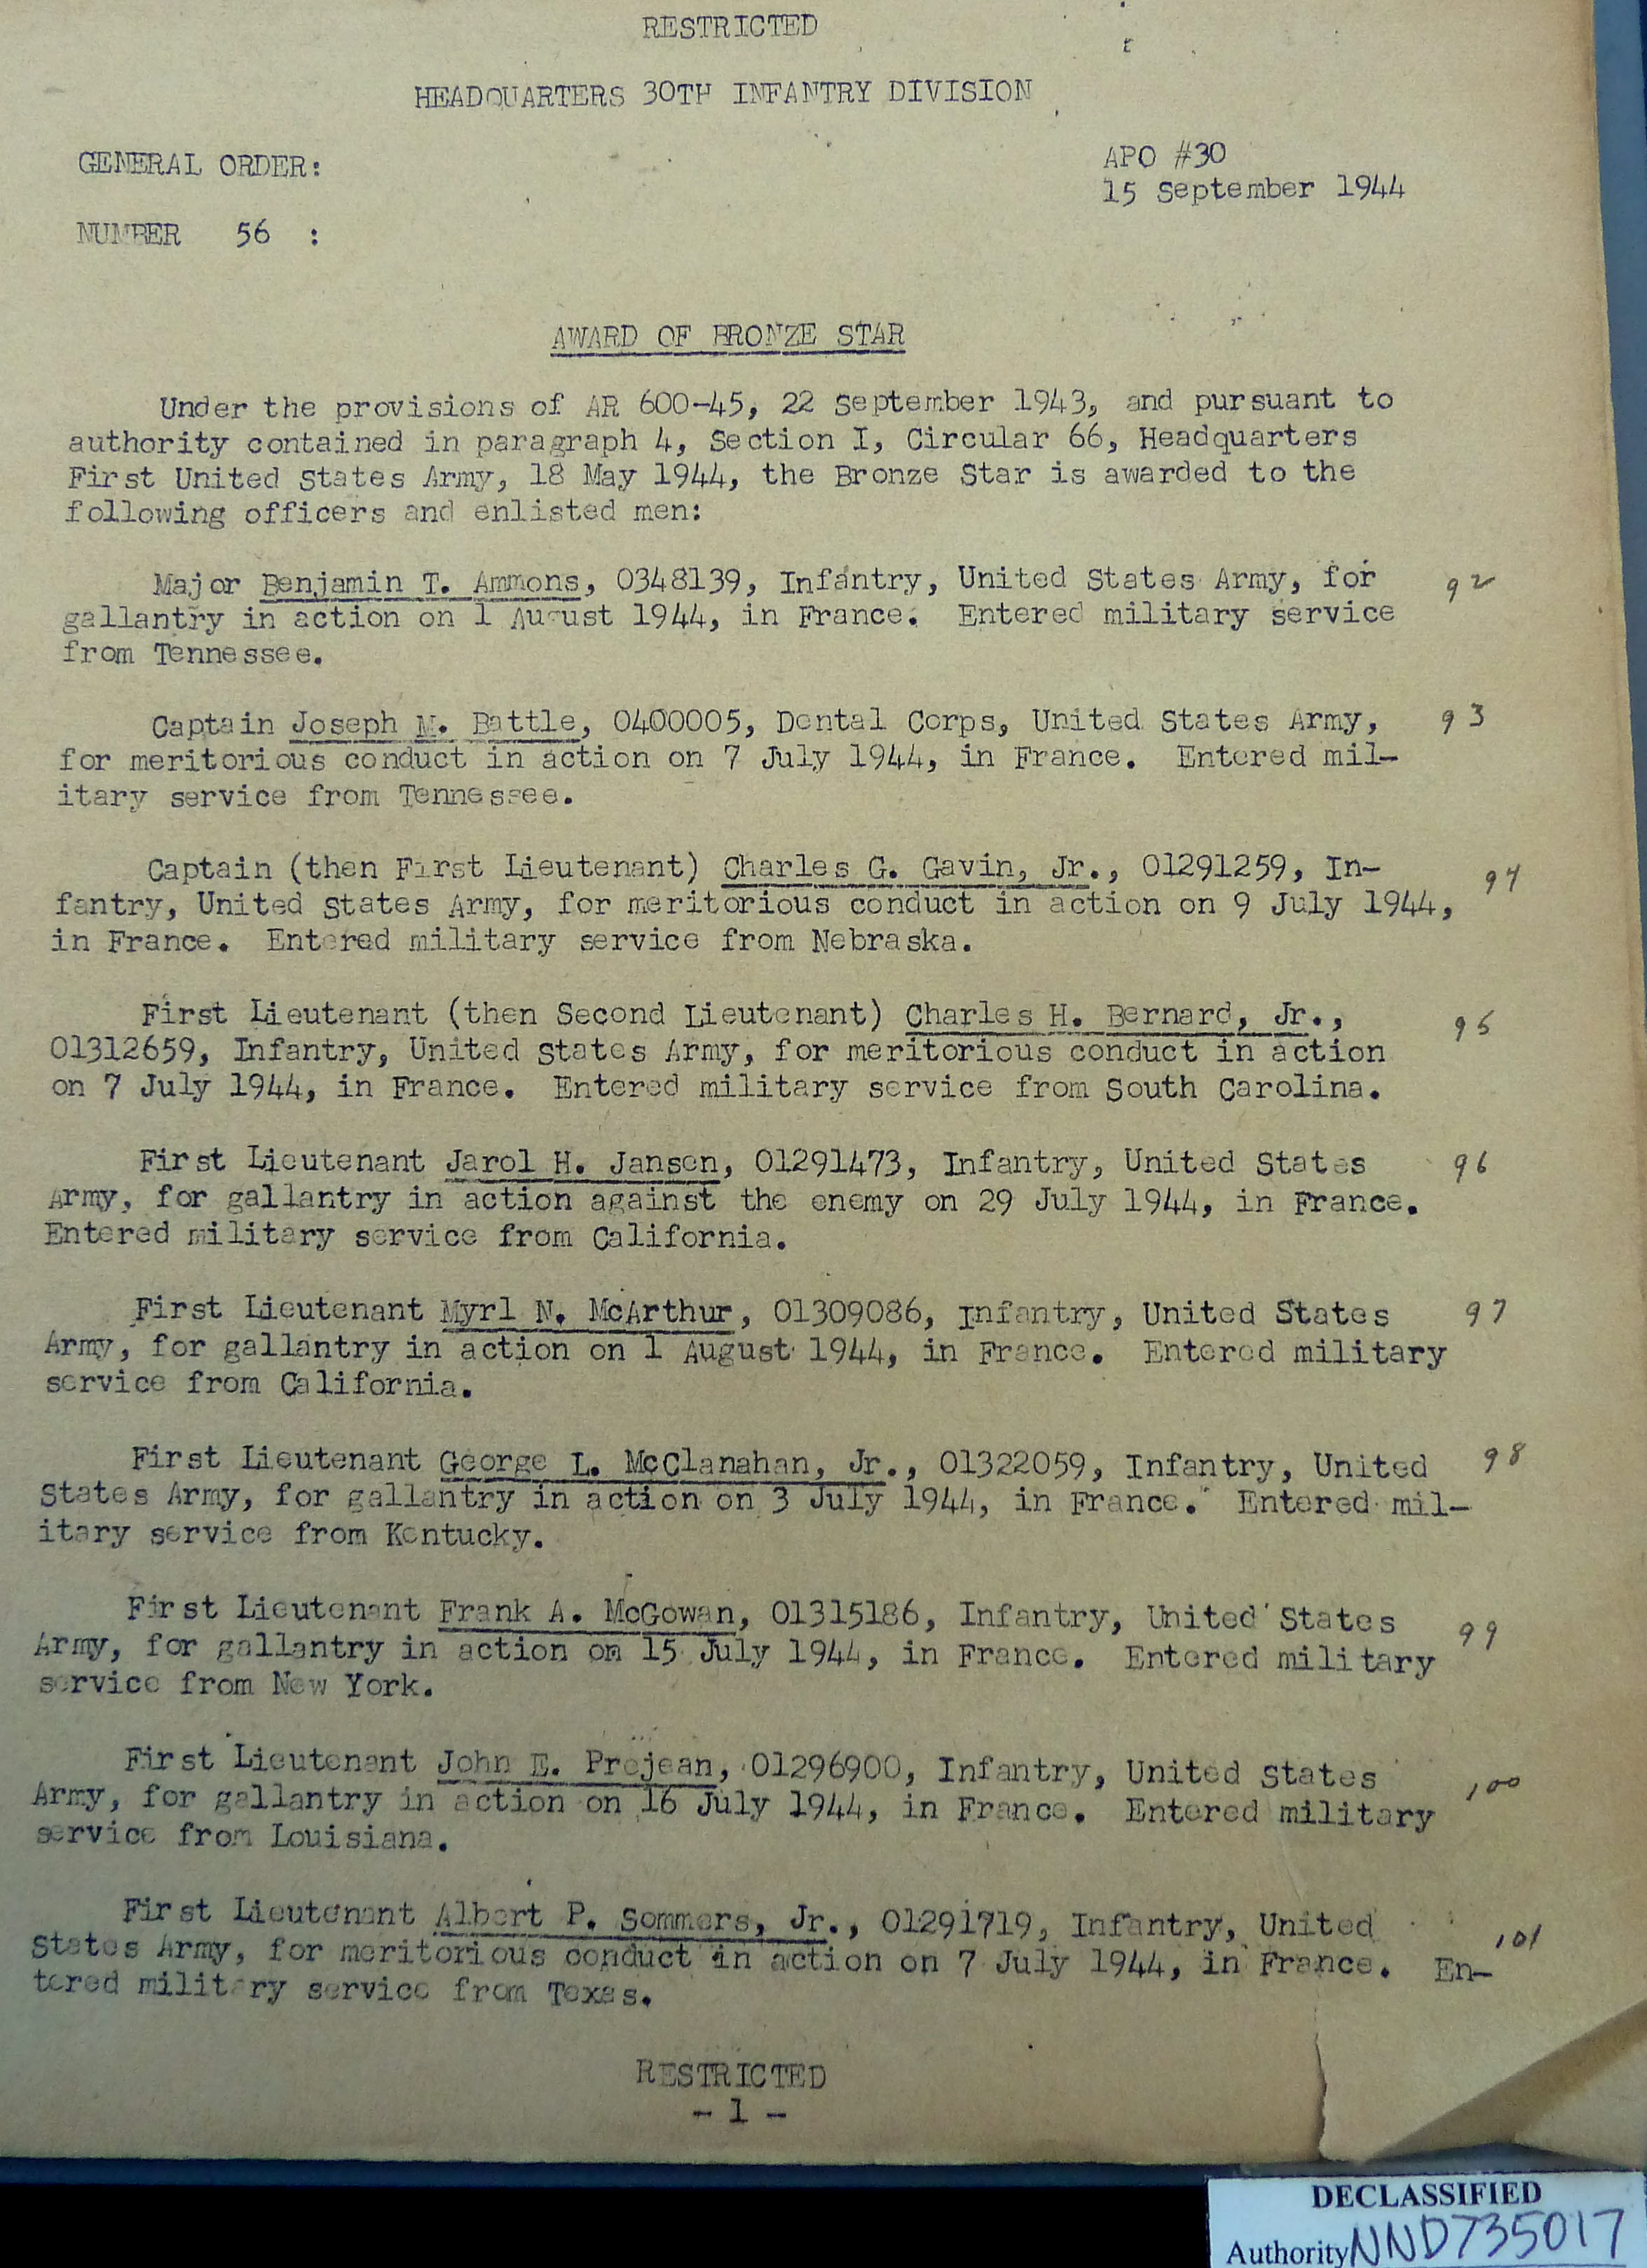 RESTRICTED
HEADQUARTERS 30TH INFANTRY DIVISION
GENERAL ORDER:
APO #30
15 September 1944
NUMBER 56 :
AWARD OF BRONZE STAR
Under the provisions of AR 600-45, 22 September 1943, and pursuant to
authority contained in paragraph 4, Section I, Circular 66, Headquarters
First United States Army, 18 May 1944, the Bronze Star is awarded to the
following officers and enlisted men:
Major Benjamin T. Ammons, 0348139, Infantry, United States Army, for 92
gallantry in action on 1 August 1944, in France. Entered military service
from Tennessee.
Captain Joseph M. Battle, 0400005, Dental Corps, United States Army, 93
for meritorious conduct in action on 7 July 1944, in France. Entered mil-
itary service from Tennessee.
Captain (then First Lieutenant) Charles G. Gavin, Jr., 01291259, In- 94
fantry, United States Army, for meritorious conduct in action on 9 July 1944,
in France. Entered military service from Nebraska.
First Lieutenant (then Second Lieutenant) Charles H. Bernard, Jr., 95
01312659, Infantry, United States Army, for meritorious conduct in action
on 7 July 1944, in France. Entered military service from South Carolina.
First Lieutenant Jarol H. Jansen, 01291473, Infantry, United States 96
Army, for gallantry in action against the enemy on 29 July 1944, in France.
Entered military service from California.
First Lieutenant Myrl N. McArthur, 01309086, Infantry, United States 97
Army, for gallantry in action on 1 August 1944, in France. Entered military
service from California.
First Lieutenant George L. McClanahan, Jr., 01322059, Infantry, United 98
States Army, for gallantry in action on 3 July 1944, in France. Entered mil-
itary service from Kentucky.
First Lieutenant Frank A. McGowan, 01315186, Infantry, United States 99
Army, for gallantry in action on 15 July 1944, in France. Entered military
service from New York.
First Lieutenant John E. Prejean, 01296900, Infantry, United States 100
Army, for gallantry in action on 16 July 1944, in France. Entered military
service from Louisiana.
First Lieutenant Albert P. Sommers, Jr., 01291719, Infantry, United 101
States Army, for meritorious conduct in action on 7 July 1944, in France. En-
tered military service from Texas.
RESTRICTED
- 1 -
DECLASSIFIED
Authority NND735017